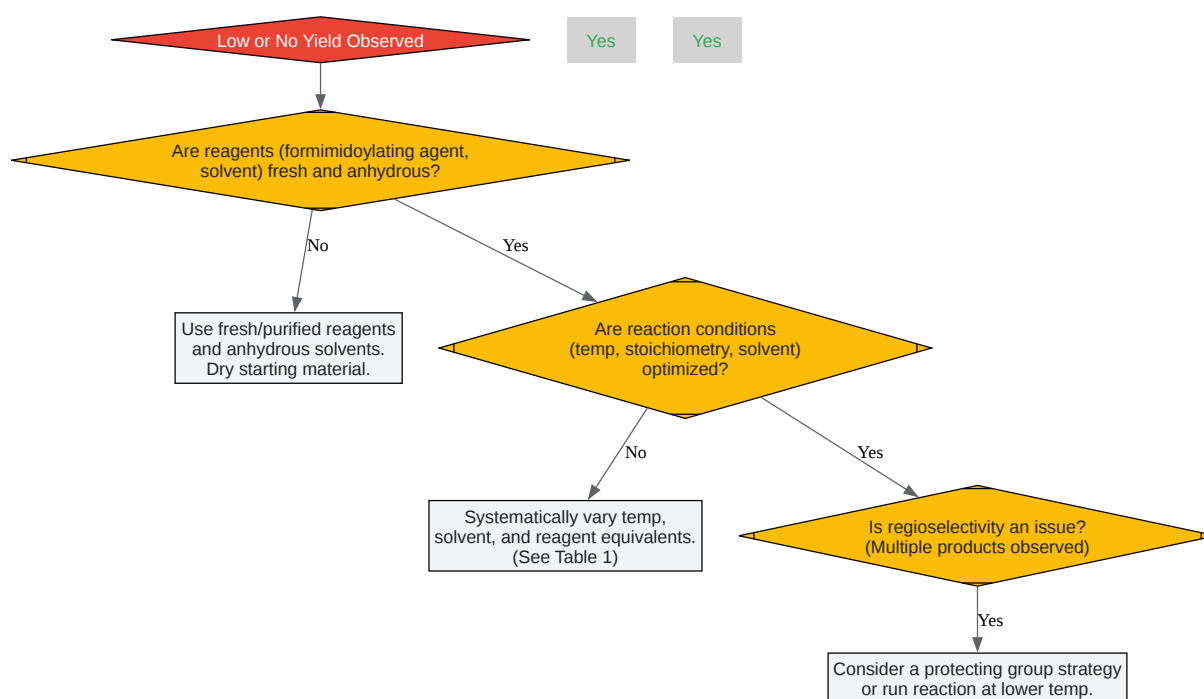 Low or No Yield Observed
Yes
Yes
Are reagents (formimidoylating agent,
solvent) fresh and anhydrous?
No
Yes
Use fresh/purified reagents
and anhydrous solvents.
Dry starting material.
Are reaction conditions
(temp, stoichiometry, solvent)
optimized?
No
Yes
Systematically vary temp,
solvent, and reagent equivalents.
(See Table 1)
Is regioselectivity an issue?
(Multiple products observed)
Yes
Consider a protecting group strategy
or run reaction at lower temp.